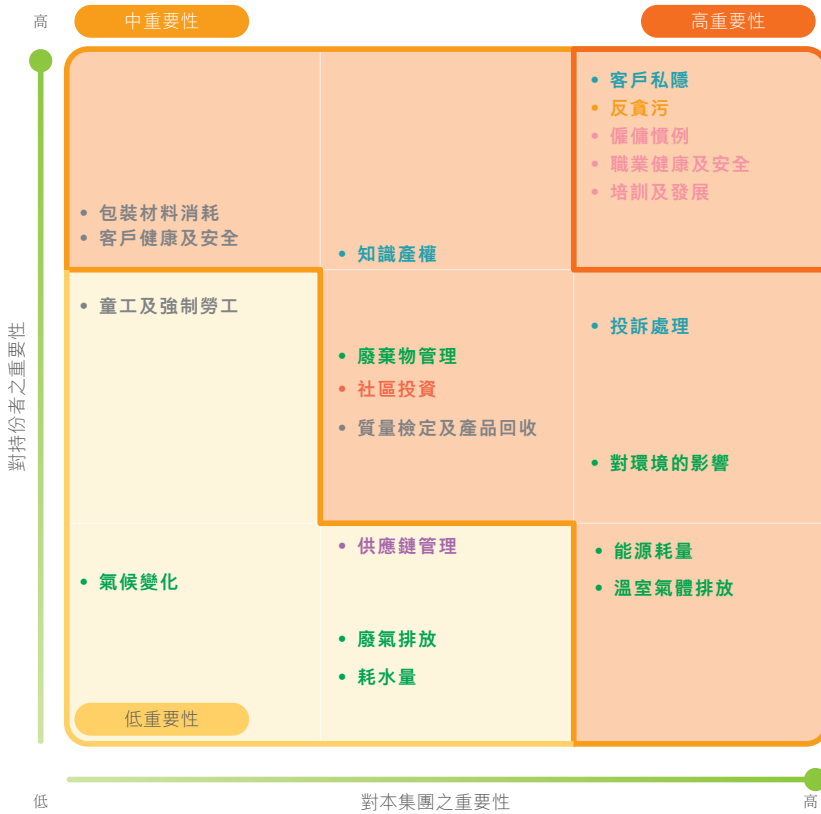 高
中重要性
高重要性
• 客戶私隱
• 反貪污
• 僱傭慣例
• 職業健康及安全
• 培訓及發展
• 包裝材料消耗
• 客戶健康及安全
• 知識產權
• 童工及強制勞工
• 投訴處理
• 廢棄物管理
• 社區投資
• 質量檢定及產品回收
• 對環境的影響
對持份者之重要性
• 供應鏈管理
• 能源耗量
• 氣候變化
• 溫室氣體排放
• 廢氣排放
• 耗水量
低重要性
低
對本集團之重要性
高